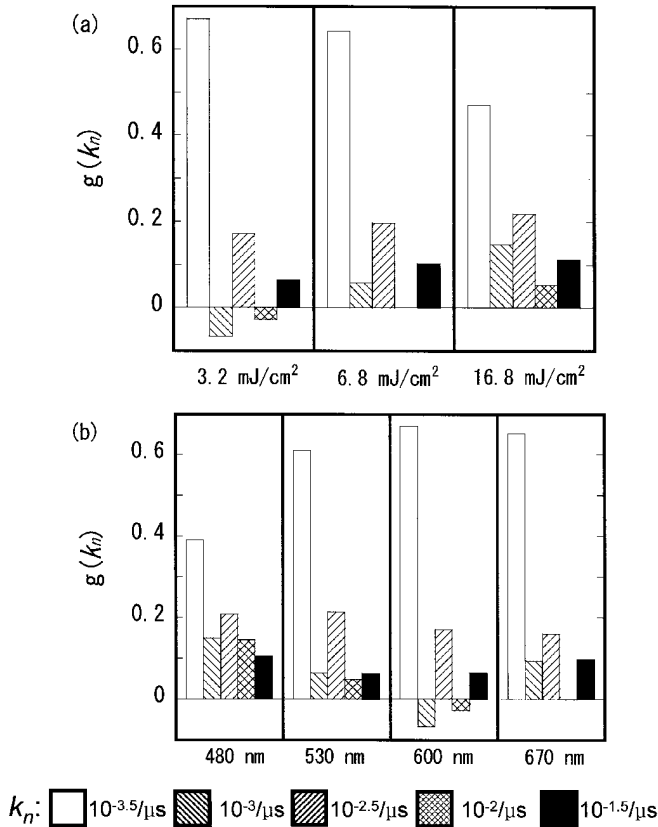 (a)
0.6
0.4
0.2
0
g(kₙ)
3.2 mJ/cm² 6.8 mJ/cm² 16.8 mJ/cm²
(b)
0.6
0.4
0.2
0
g(kₙ)
480 nm 530 nm 600 nm 670 nm
kₙ: 10⁻³·⁵/μs 10⁻³/μs 10⁻²·⁵/μs 10⁻²/μs 10⁻¹·⁵/μs